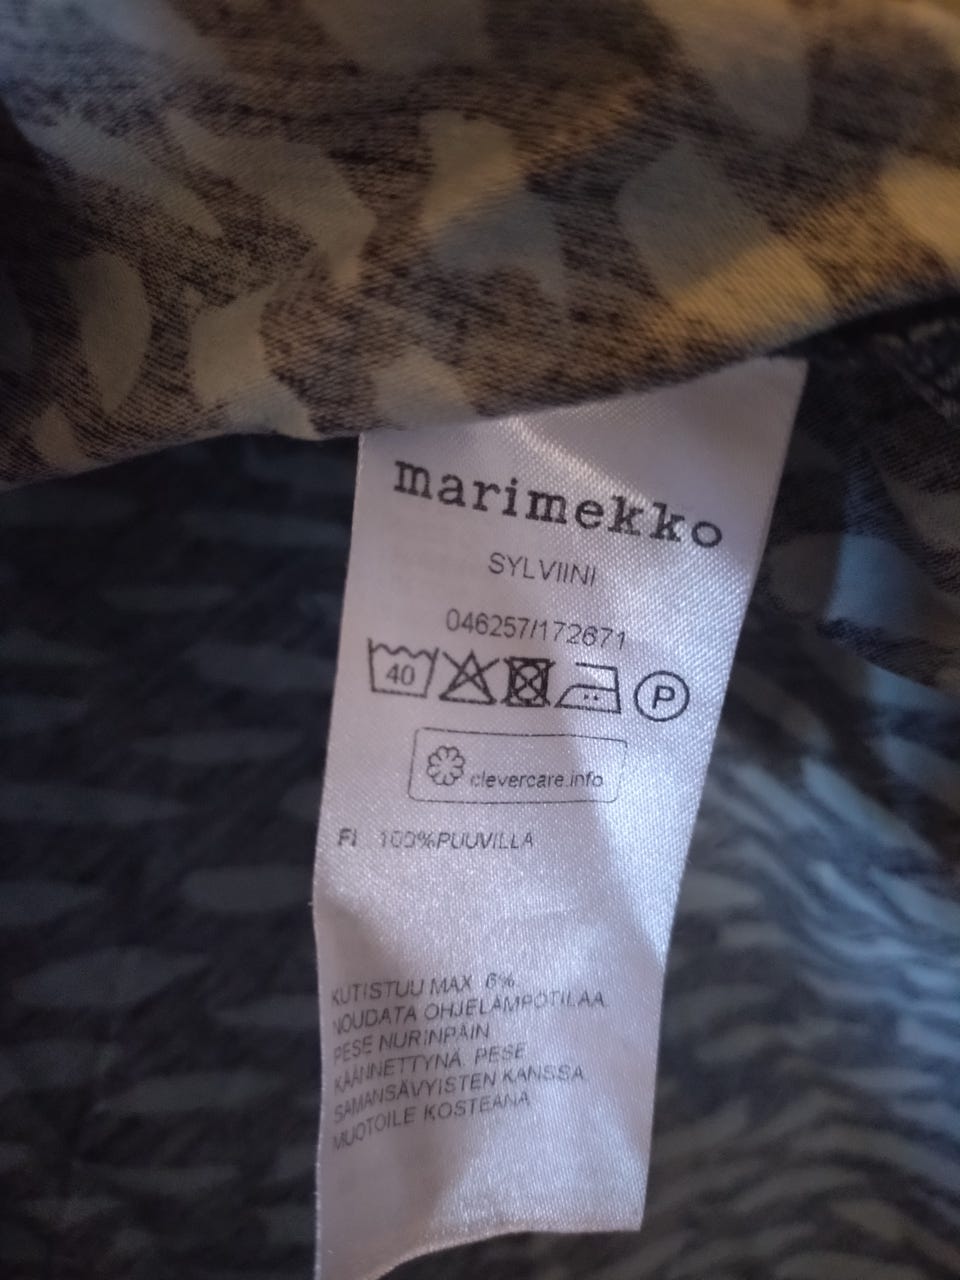 marimekko
SYLVIINI
046257/172671
40 P
clevercare.info
FI 100%PUUVILLA
KUTISTUU MAX 6%.
NOUDATA OHJELÄMPÖTILAA.
PESE NURINPÄIN
KÄÄNNETTYNÄ. PESE
SAMANSÄVYISTEN KANSSA.
MUOTOILE KOSTEANA.